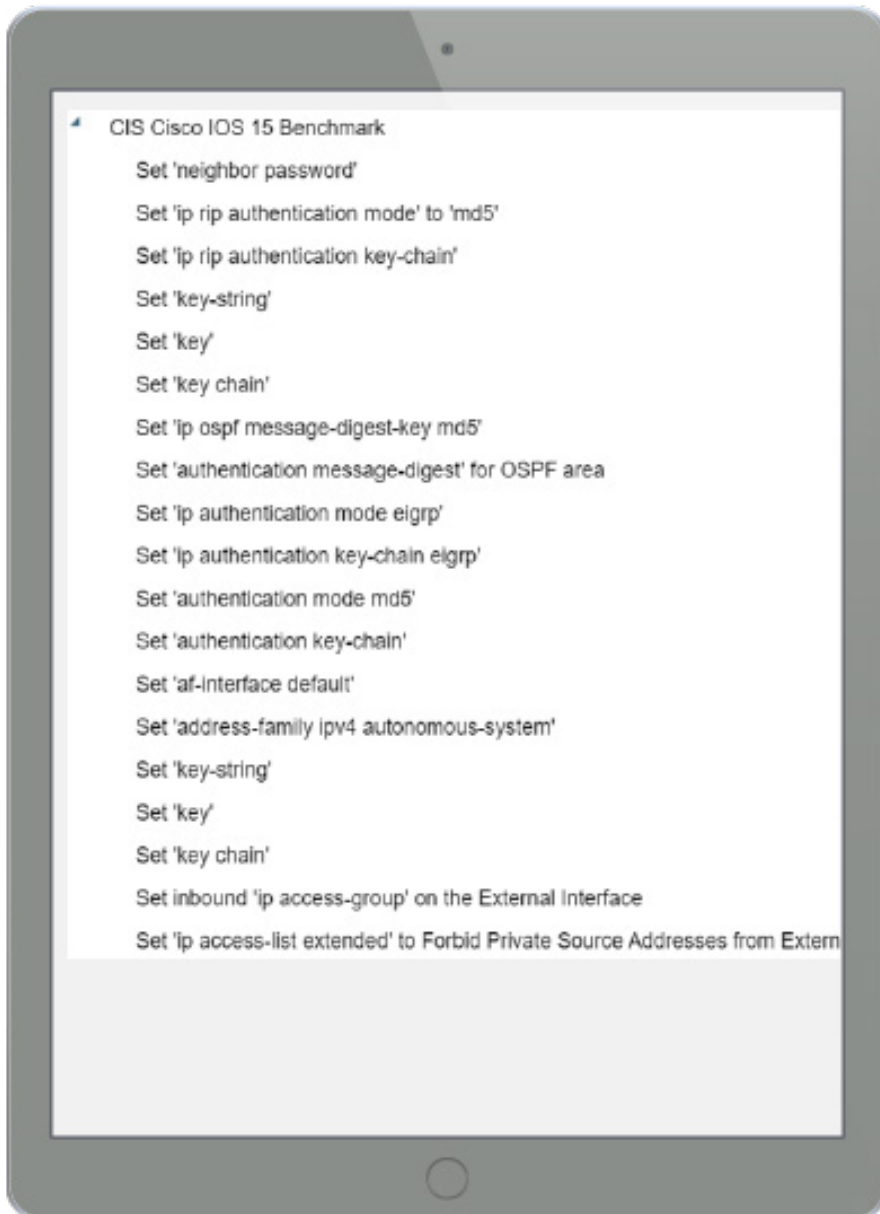 CIS Cisco IOS 15 Benchmark
Set 'neighbor password'
Set 'ip rip authentication mode' to 'md5'
Set 'ip rip authentication key-chain'
Set 'key-string'
Set 'key'
Set 'key chain'
Set 'ip ospf message-digest-key md5'
Set 'authentication message-digest' for OSPF area
Set 'ip authentication mode eigrp'
Set 'ip authentication key-chain eigrp'
Set 'authentication mode md5'
Set 'authentication key-chain'
Set 'af-interface default'
Set 'address-family ipv4 autonomous-system'
Set 'key-string'
Set 'key'
Set 'key chain'
Set inbound 'ip access-group' on the External Interface
Set 'ip access-list extended' to Forbid Private Source Addresses from Extern